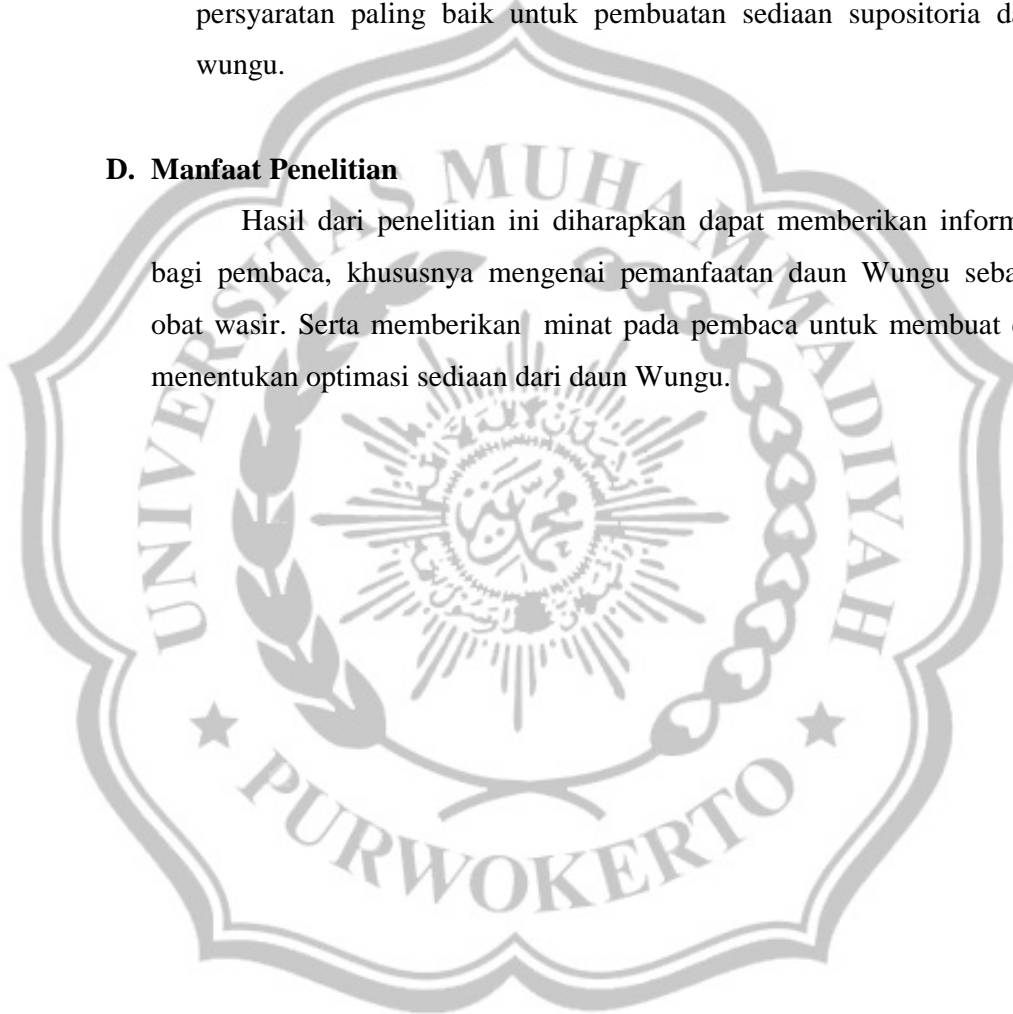 persyaratan paling baik untuk pembuatan sediaan supositoria da
wungu.
D. Manfaat Penelitian
Hasil dari penelitian ini diharapkan dapat memberikan inform
bagi pembaca, khususnya mengenai pemanfaatan daun Wungu seba
obat wasir. Serta memberikan minat pada pembaca untuk membuat
menentukan optimasi sediaan dari daun Wungu.
UNIVERSITAS MUHAMMADIYAH
PURWOKERTO